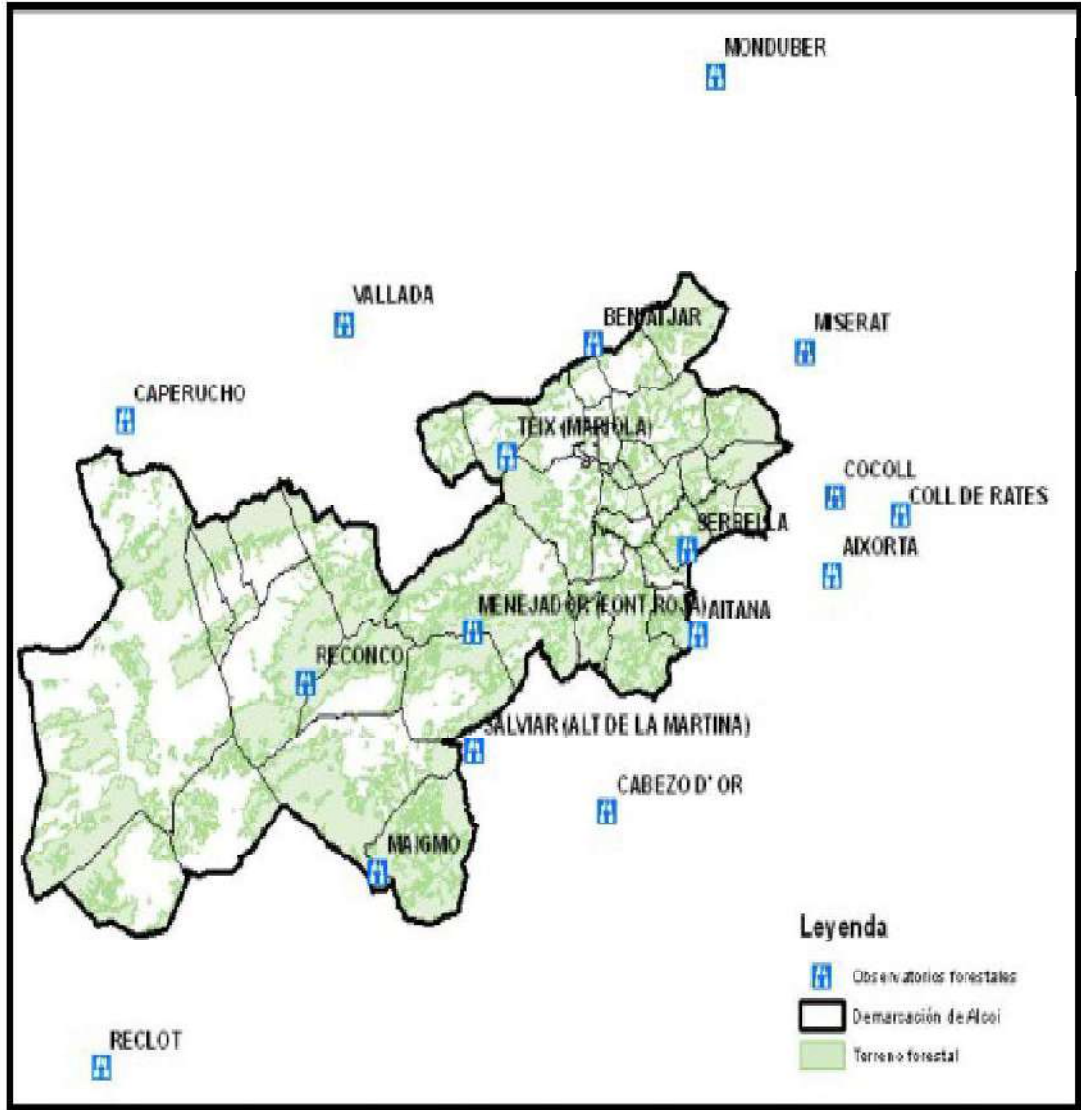 MONDUBER
VALLADA
BENIATJAR
MISERAT
CAPERUCHO
TEIX (MARIOLA)
COCOLL
COLL DE RATES
SERRELLA
AIXORTA
MENEJADOR (FONT ROJA)
AITANA
RECONCO
SALVIAR (ALT DE LA MARTINA)
CABEZO D' OR
MAIGMO
Leyenda
Observatorios forestales
Demarcación de Alcoi
Terreno forestal
RECLOT